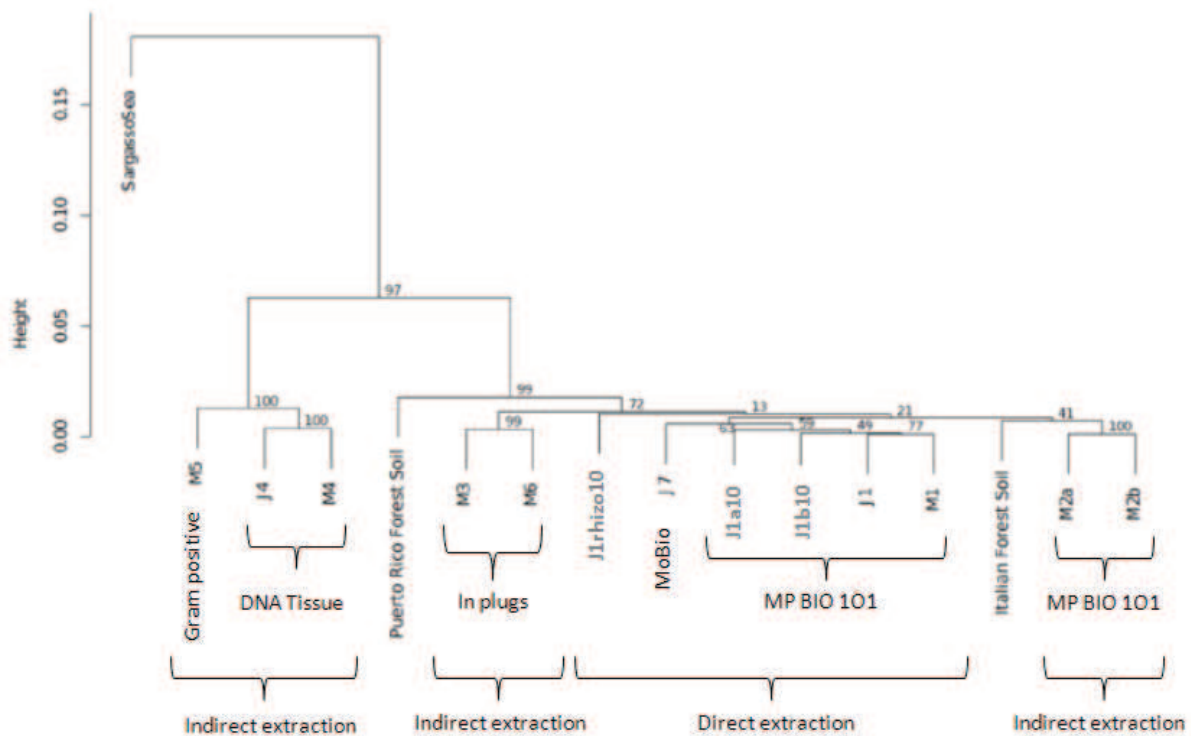 0.15
0.10
0.05
0.00
Height
SargassoSea
97
100
100
99
99
72
13
21
63
59
49
77
41
100
M5
J 4
M4
Puerto Rico Forest Soil
M3
M6
J1rhizo10
J 7
J1a10
J1b10
J 1
M1
Italian Forest Soil
M2a
M2b
Gram positive
DNA Tissue
In plugs
MoBio
MP BIO 1O1
MP BIO 1O1
Indirect extraction
Indirect extraction
Direct extraction
Indirect extraction